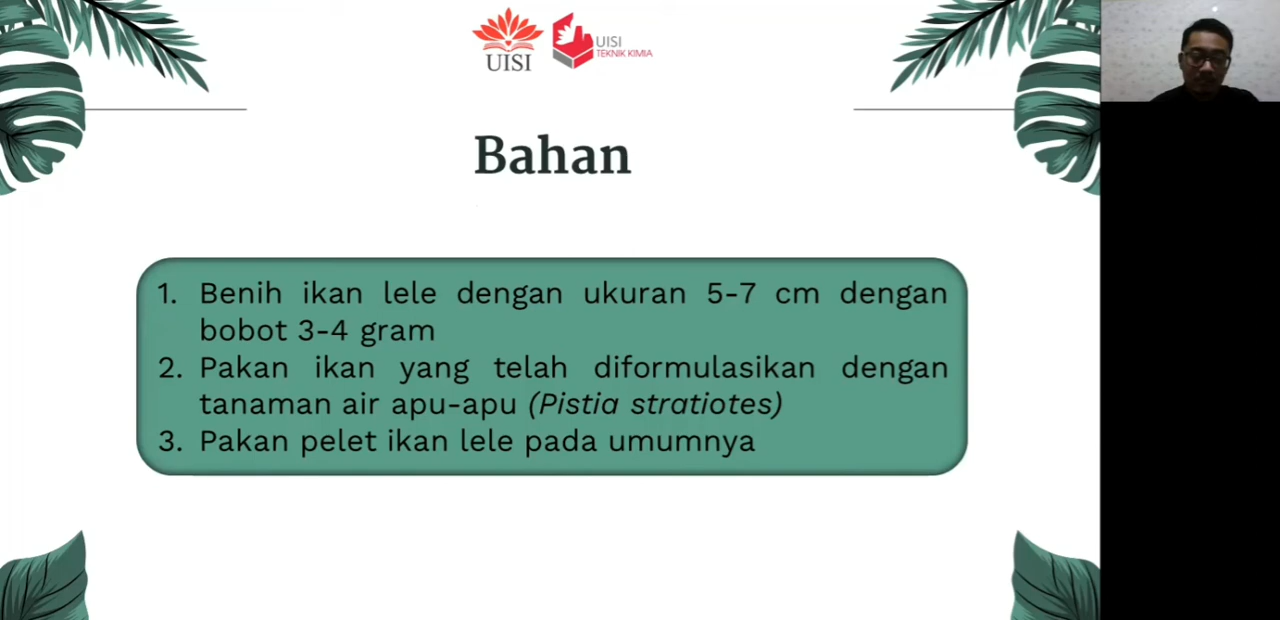 UISI
UISI
TEKNIK KIMIA
Bahan
1. Benih ikan lele dengan ukuran 5-7 cm dengan
bobot 3-4 gram
2. Pakan ikan yang telah diformulasikan dengan
tanaman air apu-apu (Pistia stratiotes)
3. Pakan pelet ikan lele pada umumnya